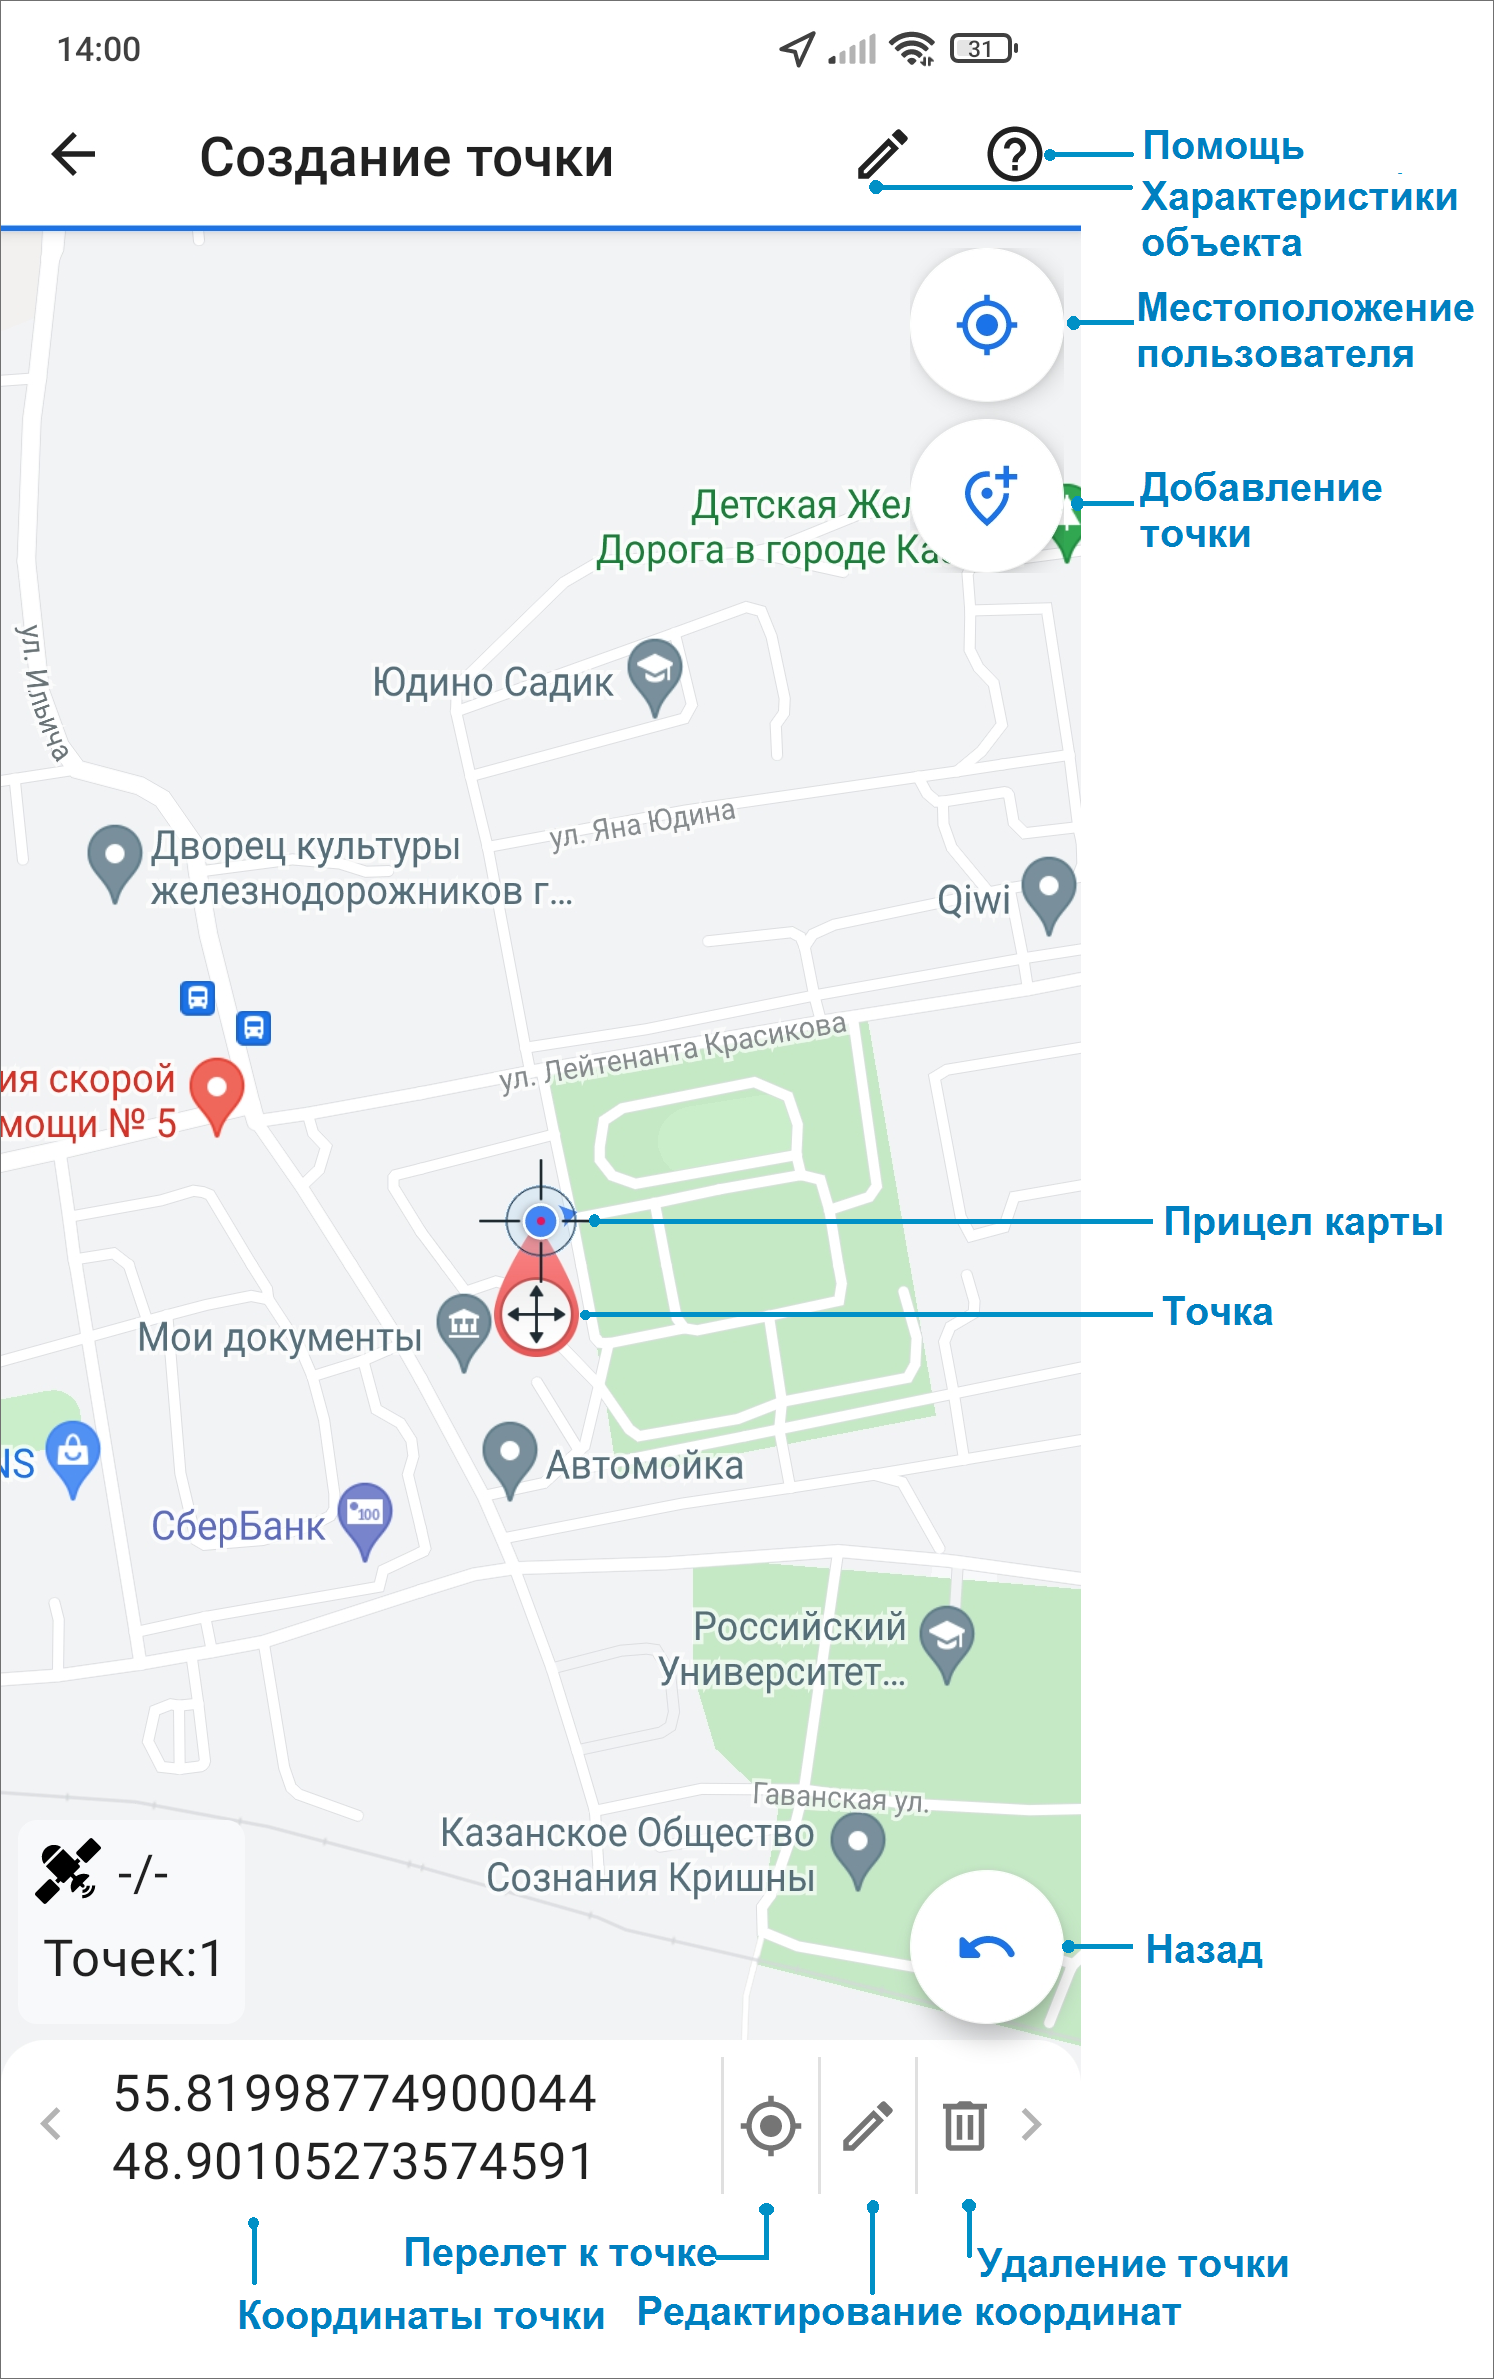 14:00
31
Создание точки
Помощь
Характеристики
объекта
Местоположение
пользователя
Добавление
точки
Детская Жел
Дорога в городе Ка
ул. Ильича
Юдино Садик
ул. Яна Юдина
Дворец культуры
железнодорожников г...
Qiwi
ул. Лейтенанта Красикова
ия скорой
мощи № 5
Прицел карты
Точка
Мои документы
NS
Автомойка
СберБанк
100
Российский
Университет...
Гаванская ул.
Казанское Общество
Сознания Кришны
-/-
Точек:1
Назад
55.81998774900044
48.90105273574591
Перелет к точке
Удаление точки
Координаты точки
Редактирование координат